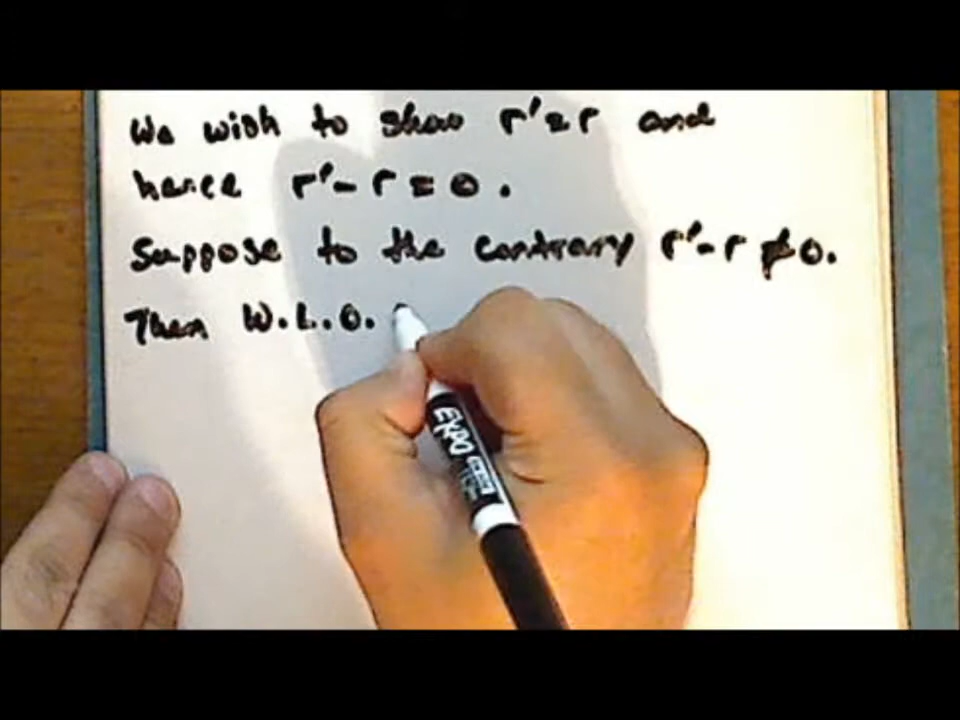 We wish to show r' = r and
hence r' - r = 0.
Suppose to the contrary r' - r ≠ 0.
Then W.L.O.
EXPO